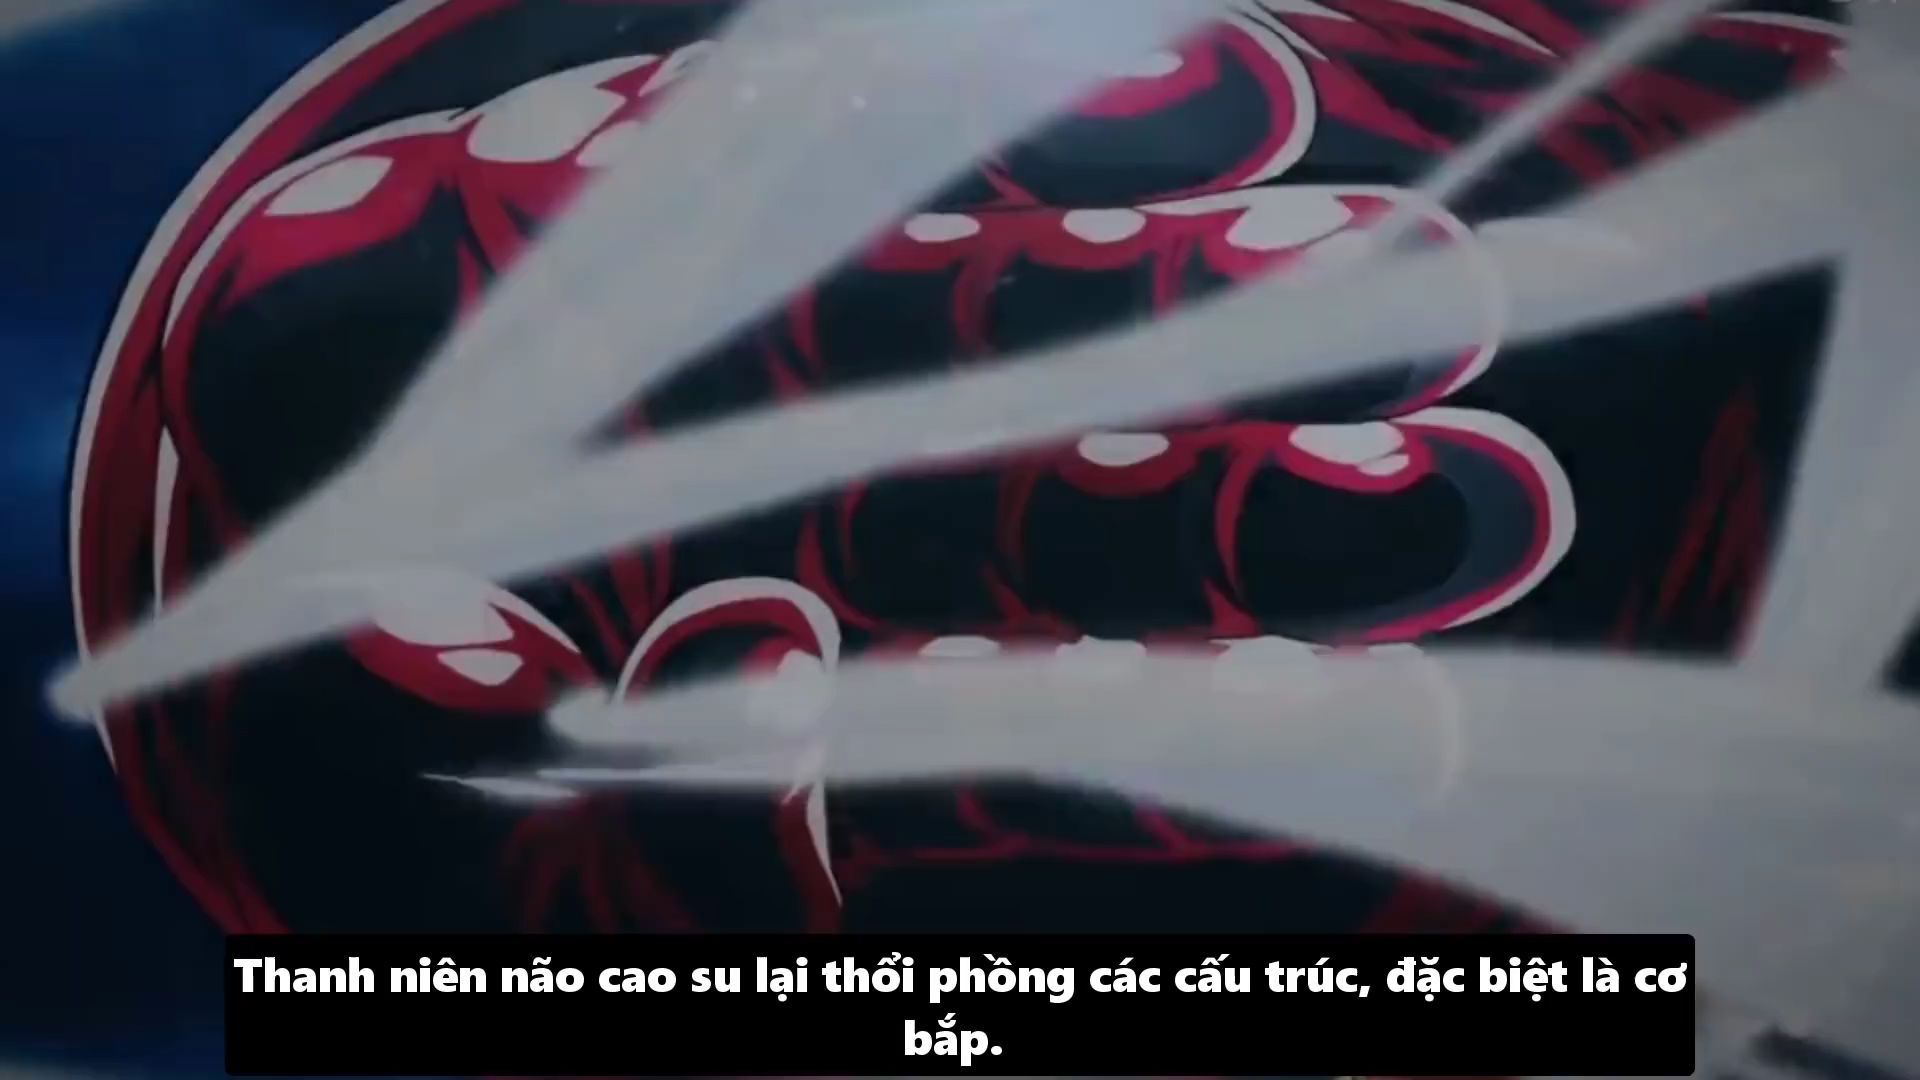 Thanh niên não cao su lại thổi phồng các cấu trúc, đặc biệt là cơ
bắp.